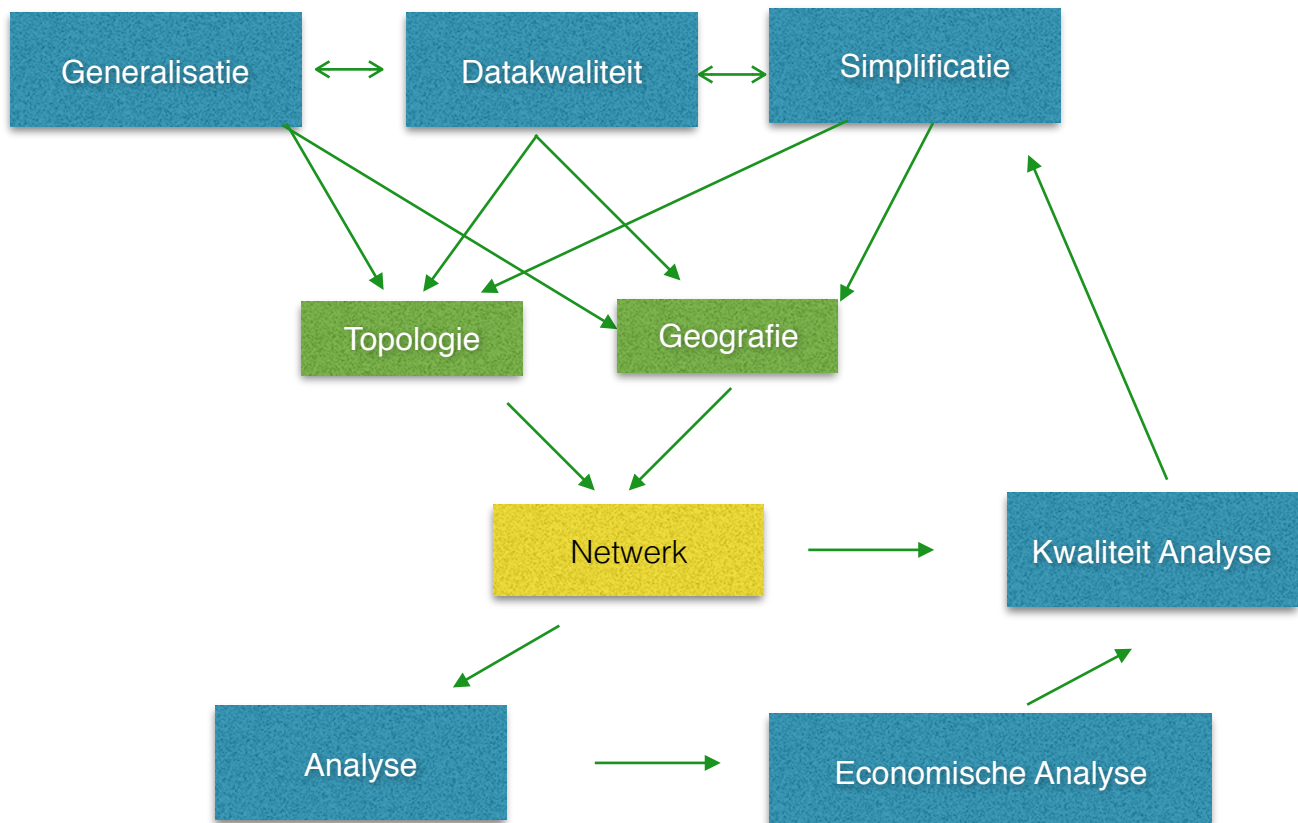 Generalisatie
Datakwaliteit
Simplificatie
Topologie
Geografie
Netwerk
Kwaliteit Analyse
Analyse
Economische Analyse